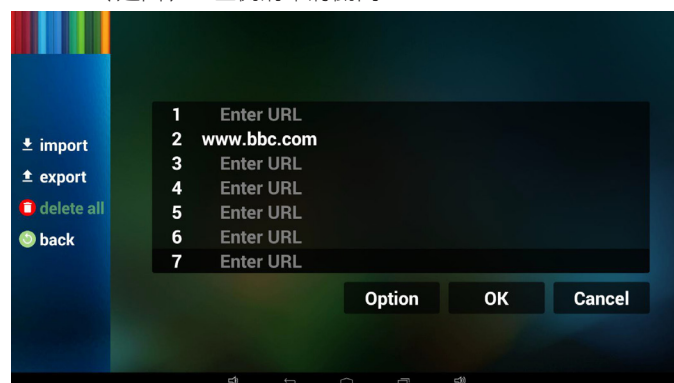 import
export
delete all
back
1 Enter URL
2 www.bbc.com
3 Enter URL
4 Enter URL
5 Enter URL
6 Enter URL
7 Enter URL
Option OK Cancel